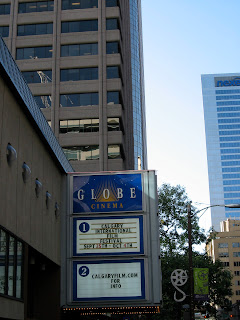 GLOBE
CINEMA
1
CALGARY
INTERNATIONAL
FILM
FESTIVAL
2
CALGARYFILM.COM
FOR
INFO